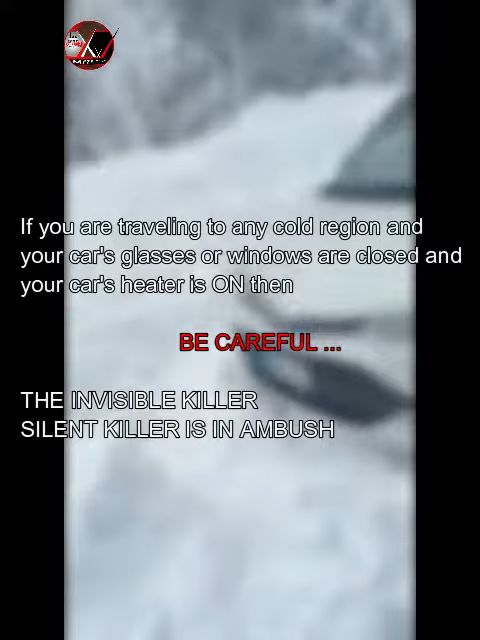 If you are traveling to any cold region and
your car's glasses or windows are closed and
your car's heater is ON then
BE CAREFUL ...
THE INVISIBLE KILLER
SILENT KILLER IS IN AMBUSH